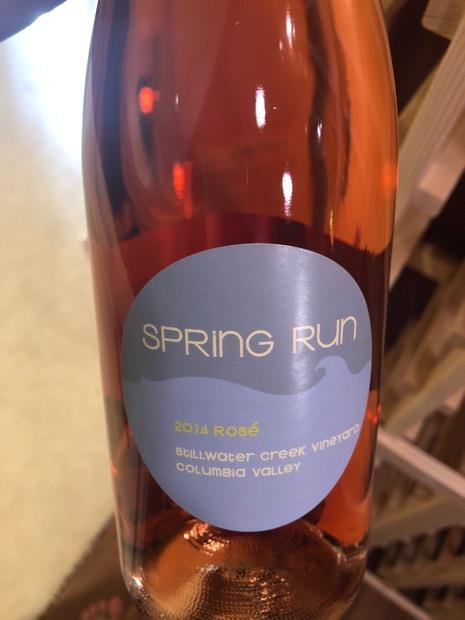 SPRING RUN
2014 Rosé
Stillwater Creek Vineyard
Columbia Valley